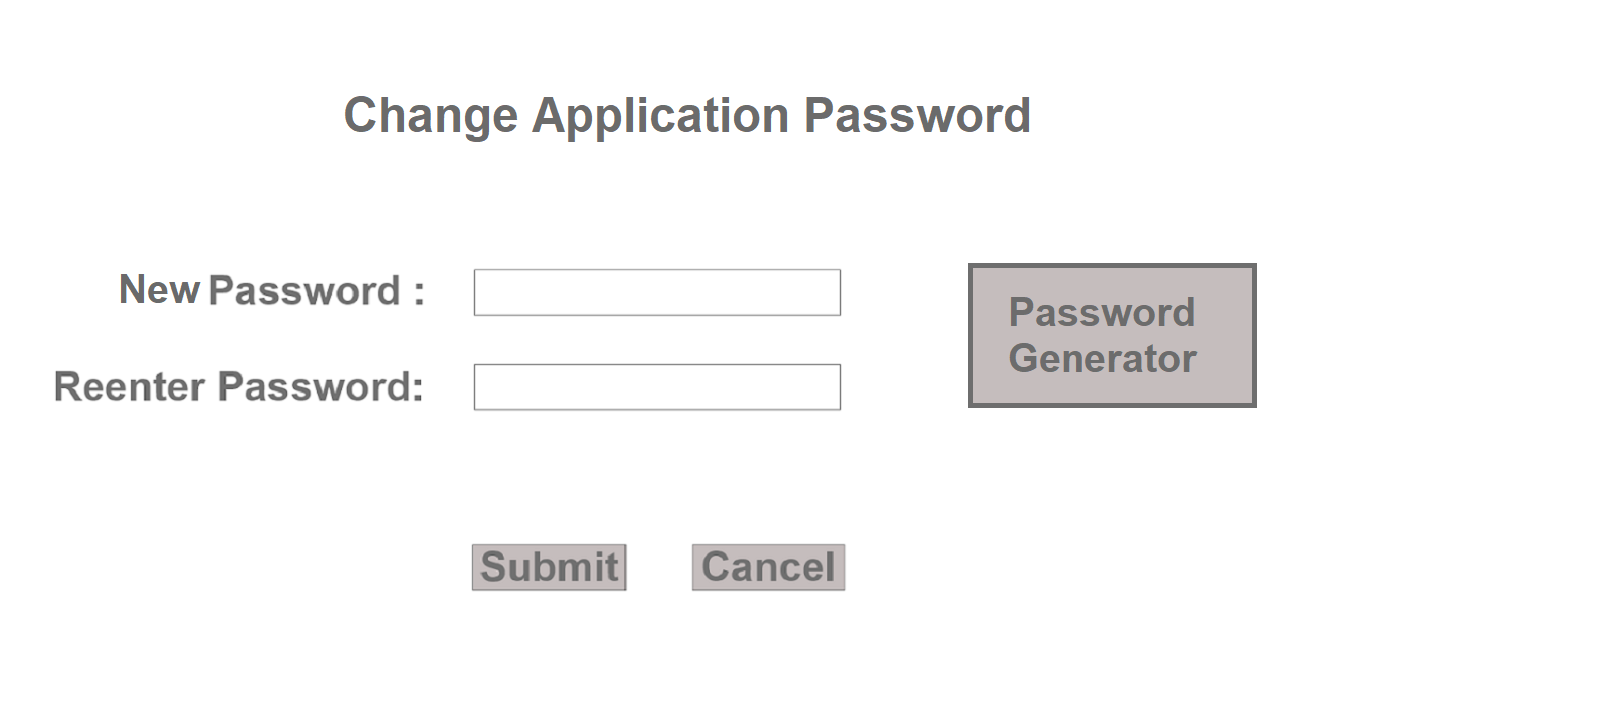 Change Application Password
New Password :
Reenter Password:
Password
Generator
Submit
Cancel